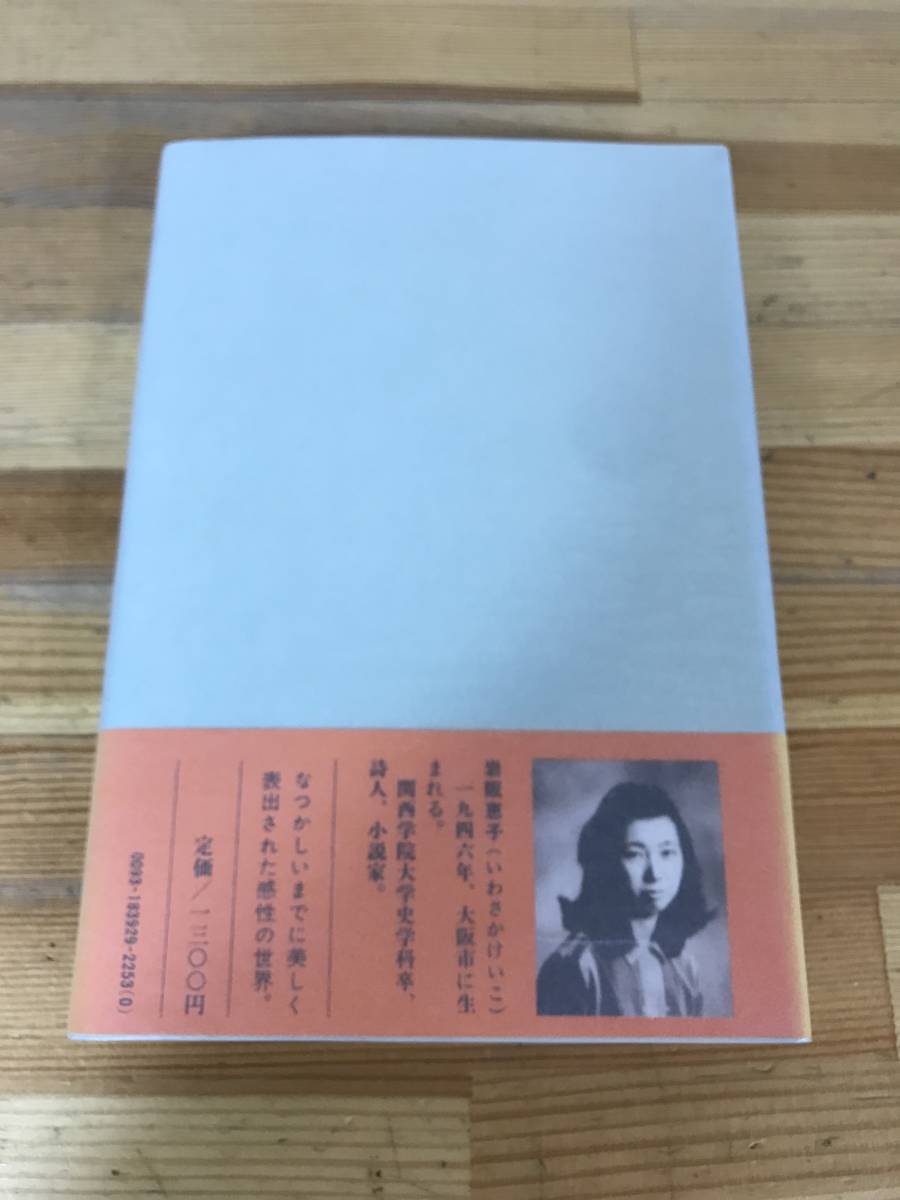 岩阪恵子(いわさかけいこ)
一九四六年、大阪市に生
まれる。
関西学院大学史学科卒、
詩人、小説家。
なつかしいまでに美しく
表出された感性の世界。
定価/一三〇〇円
0093-183929-2253(0)